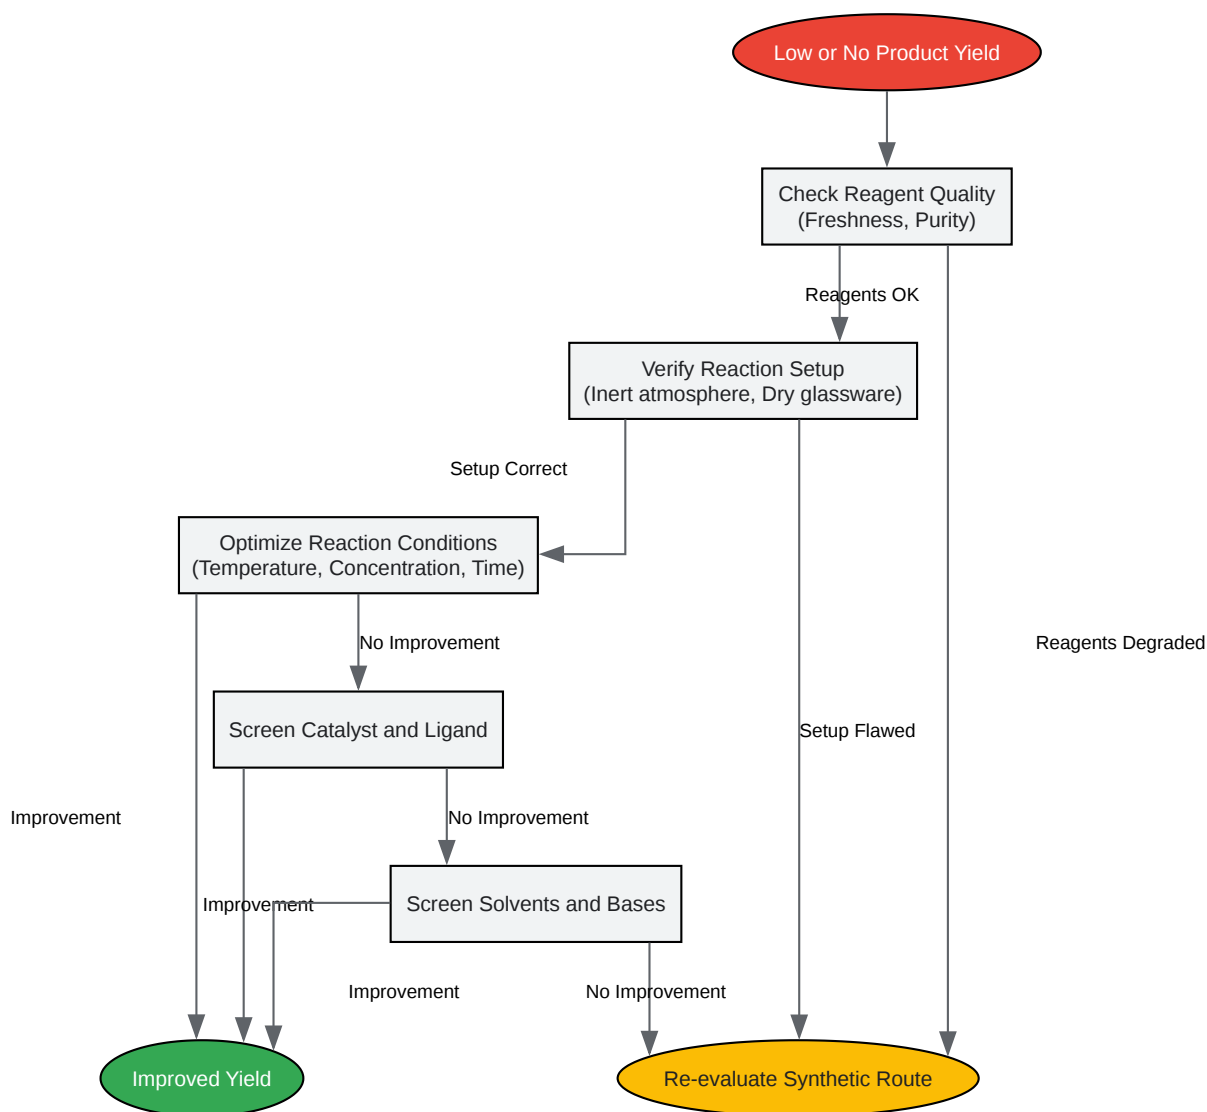 Low or No Product Yield
Check Reagent Quality
(Freshness, Purity)
Reagents OK
Verify Reaction Setup
(Inert atmosphere, Dry glassware)
Setup Correct
Optimize Reaction Conditions
(Temperature, Concentration, Time)
No Improvement
Reagents Degraded
Screen Catalyst and Ligand
Setup Flawed
Improvement
No Improvement
Improvement
Screen Solvents and Bases
Improvement
No Improvement
Improved Yield
Re-evaluate Synthetic Route